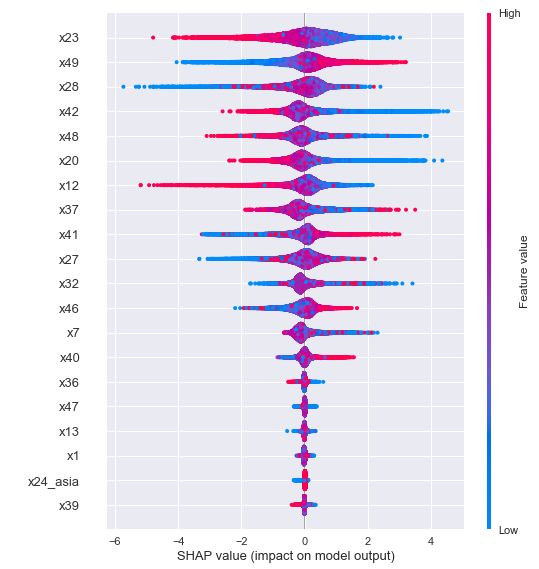 High
x23
x49
x28
x42
x48
x20
x12
x37
x41
x27
x32
x46
x7
x40
x36
x47
x13
x1
x24_asia
x39
Feature value
Low
−6 −4 −2 0 2 4
SHAP value (impact on model output)